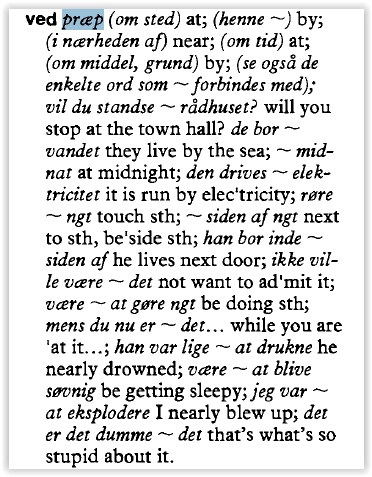 ved præp (om sted) at; (henne ~) by;
(i nærheden af) near; (om tid) at;
(om middel, grund) by; (se også de
enkelte ord som ~ forbindes med);
vil du standse ~ rådhuset? will you
stop at the town hall? de bor ~
vandet they live by the sea; ~ mid-
nat at midnight; den drives ~ elek-
tricitet it is run by elec'tricity; røre
~ ngt touch sth; ~ siden af ngt next
to sth, be'side sth; han bor inde ~
siden af he lives next door; ikke vil-
le være ~ det not want to ad'mit it;
være ~ at gøre ngt be doing sth;
mens du nu er ~ det... while you are
'at it...; han var lige ~ at drukne he
nearly drowned; være ~ at blive
søvnig be getting sleepy; jeg var ~
at eksplodere I nearly blew up; det
er det dumme ~ det that's what's so
stupid about it.